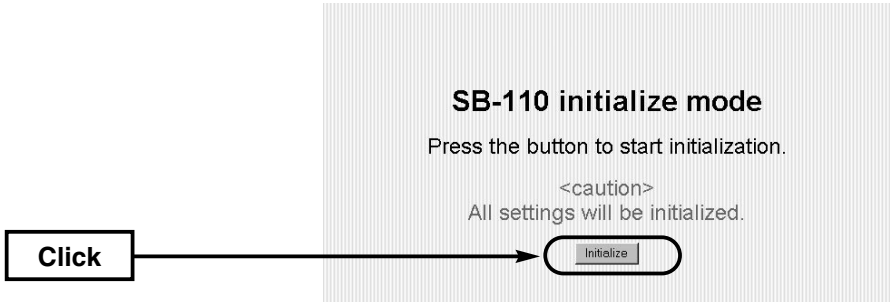 SB-110 initialize mode
Press the button to start initialization.
<caution>
All settings will be initialized.
Click
Initialize